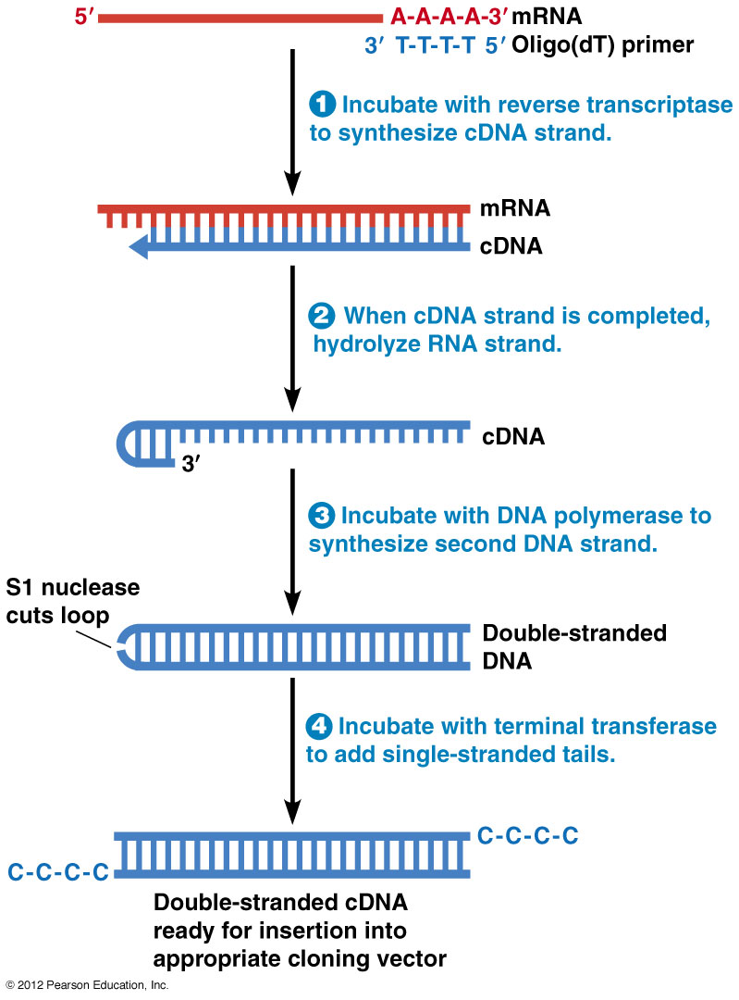 5′ A-A-A-A-3′ mRNA
3′ T-T-T-T 5′ Oligo(dT) primer
1 Incubate with reverse transcriptase
to synthesize cDNA strand.
mRNA
cDNA
2 When cDNA strand is completed,
hydrolyze RNA strand.
cDNA
3′
3 Incubate with DNA polymerase to
synthesize second DNA strand.
S1 nuclease
cuts loop
Double-stranded
DNA
4 Incubate with terminal transferase
to add single-stranded tails.
C-C-C-C
C-C-C-C
Double-stranded cDNA
ready for insertion into
appropriate cloning vector
© 2012 Pearson Education, Inc.